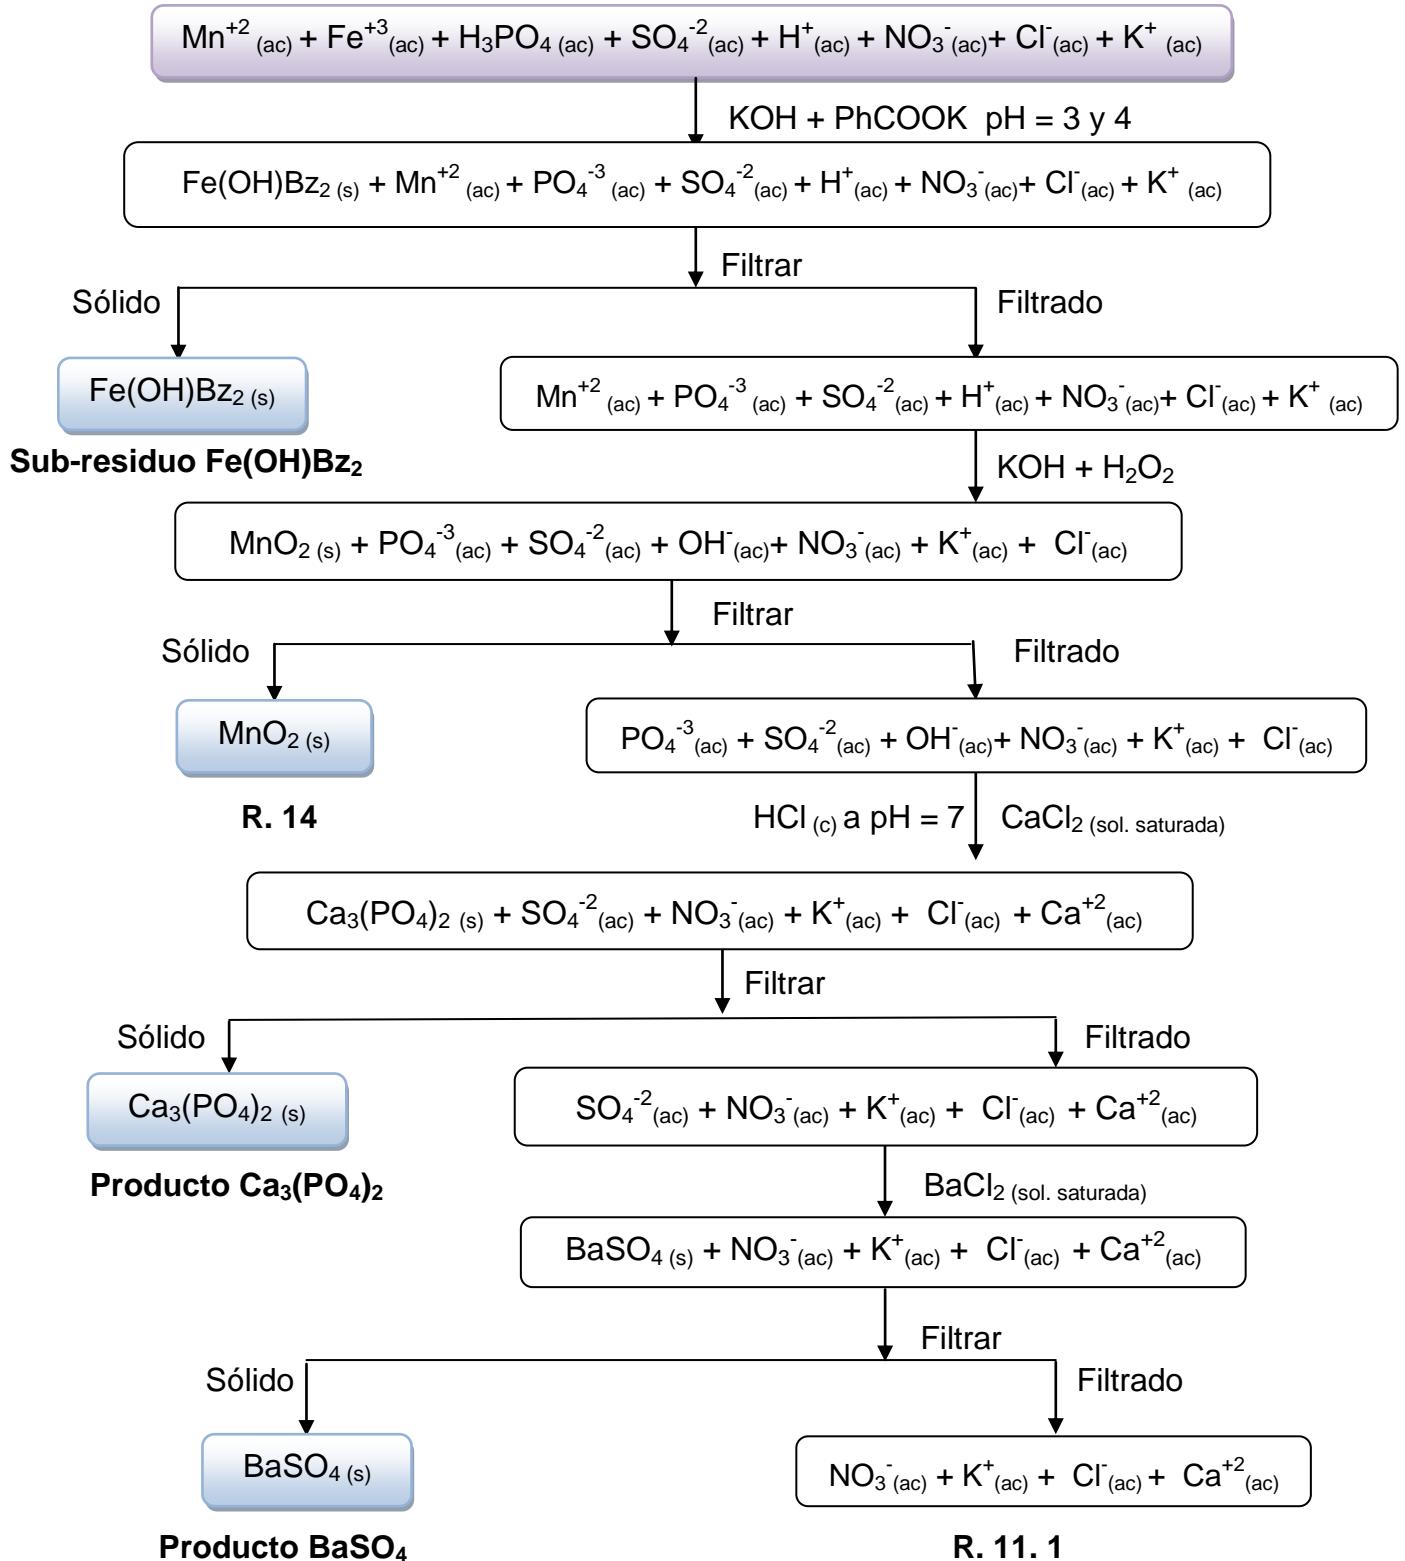 Mn⁺² (ac) + Fe⁺³(ac) + H₃PO₄ (ac) + SO₄⁻²(ac) + H⁺(ac) + NO₃⁻(ac)+ Cl⁻(ac) + K⁺ (ac)
KOH + PhCOOK pH = 3 y 4
Fe(OH)Bz₂ (s) + Mn⁺² (ac) + PO₄⁻³ (ac) + SO₄⁻²(ac) + H⁺(ac) + NO₃⁻(ac)+ Cl⁻(ac) + K⁺ (ac)
Filtrar
Sólido
Filtrado
Fe(OH)Bz₂ (s)
Mn⁺² (ac) + PO₄⁻³ (ac) + SO₄⁻²(ac) + H⁺(ac) + NO₃⁻(ac)+ Cl⁻(ac) + K⁺ (ac)
Sub-residuo Fe(OH)Bz₂
KOH + H₂O₂
MnO₂ (s) + PO₄⁻³(ac) + SO₄⁻²(ac) + OH⁻(ac)+ NO₃⁻(ac) + K⁺(ac) + Cl⁻(ac)
Filtrar
Sólido
Filtrado
MnO₂ (s)
PO₄⁻³(ac) + SO₄⁻²(ac) + OH⁻(ac)+ NO₃⁻(ac) + K⁺(ac) + Cl⁻(ac)
R. 14
HCl (c) a pH = 7
CaCl₂ (sol. saturada)
Ca₃(PO₄)₂ (s) + SO₄⁻²(ac) + NO₃⁻(ac) + K⁺(ac) + Cl⁻(ac) + Ca⁺²(ac)
Filtrar
Sólido
Filtrado
Ca₃(PO₄)₂ (s)
SO₄⁻²(ac) + NO₃⁻(ac) + K⁺(ac) + Cl⁻(ac) + Ca⁺²(ac)
Producto Ca₃(PO₄)₂
BaCl₂ (sol. saturada)
BaSO₄ (s) + NO₃⁻(ac) + K⁺(ac) + Cl⁻(ac) + Ca⁺²(ac)
Filtrar
Sólido
Filtrado
BaSO₄ (s)
NO₃⁻(ac) + K⁺(ac) + Cl⁻(ac) + Ca⁺²(ac)
Producto BaSO₄
R. 11. 1